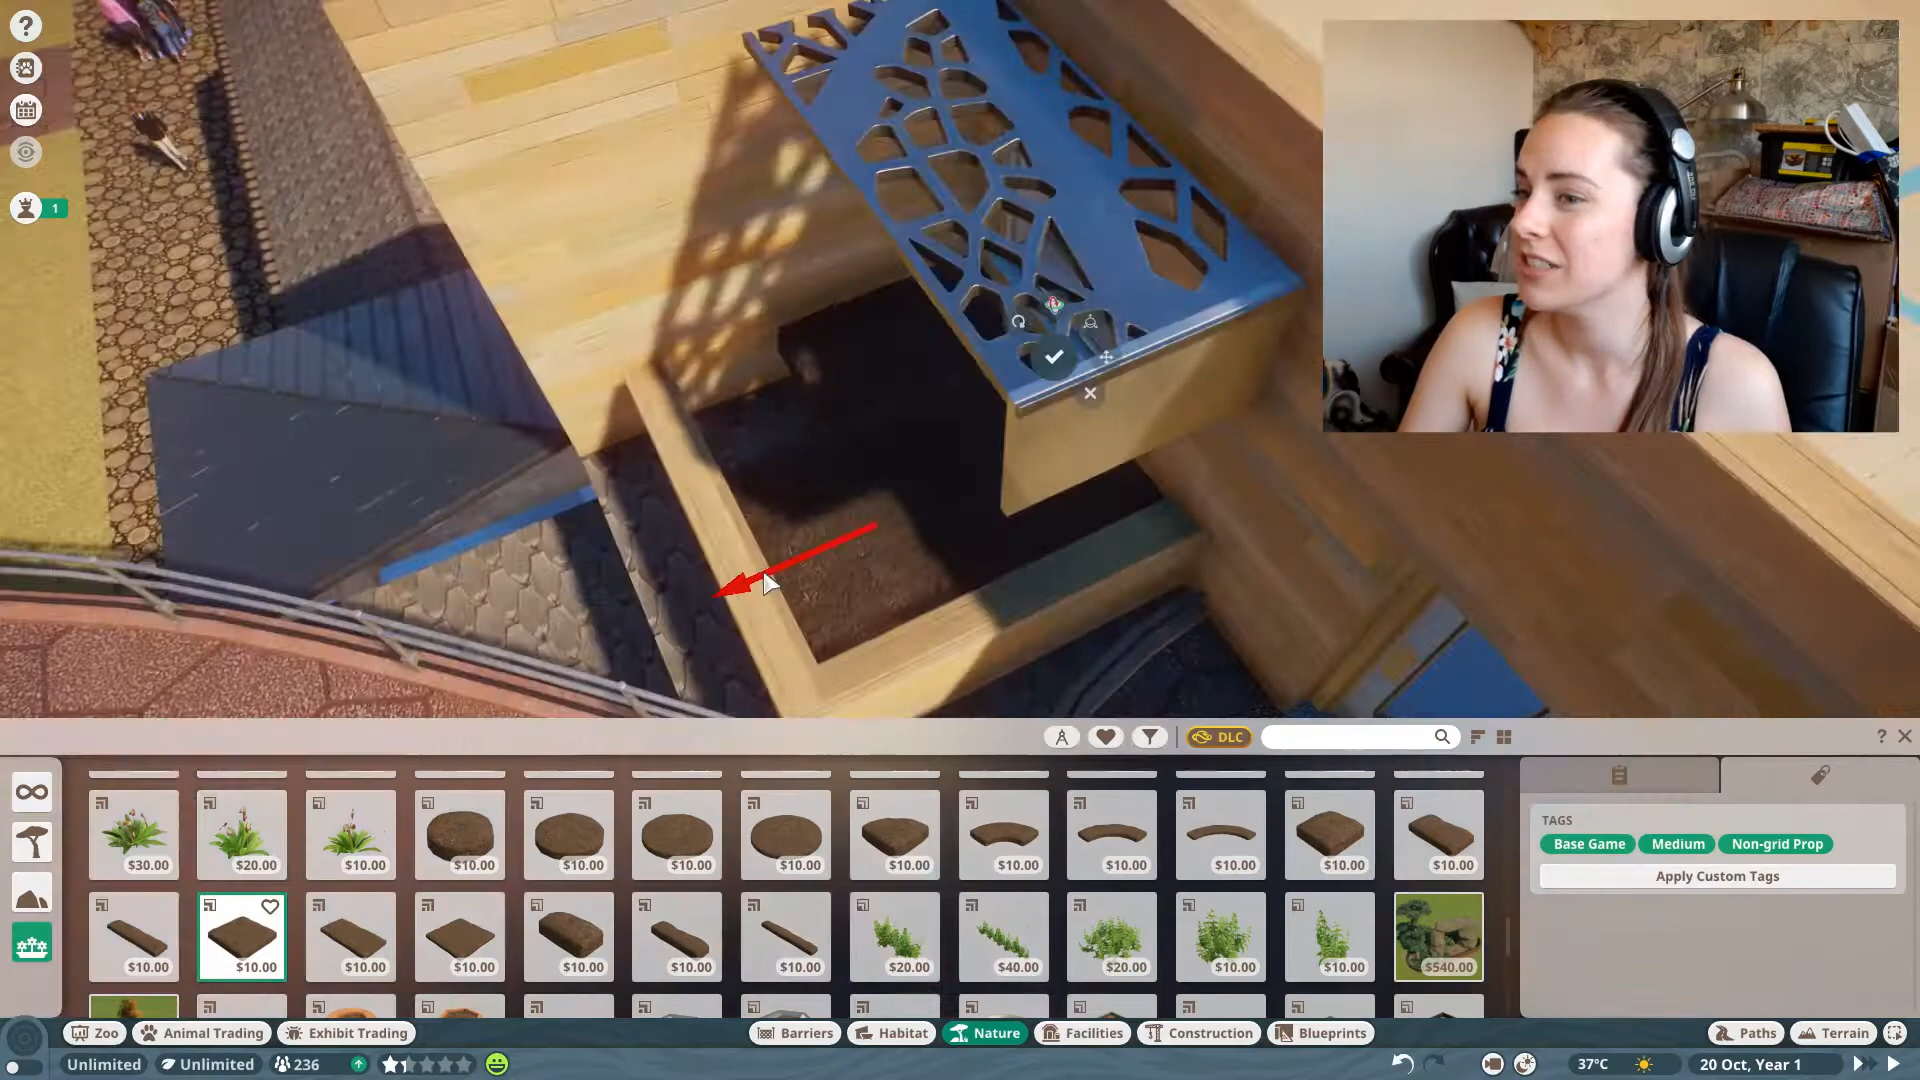 1
DLC
$30.00 $20.00 $10.00 $10.00 $10.00 $10.00 $10.00 $10.00 $10.00 $10.00 $10.00 $10.00 $10.00
$10.00 $10.00 $10.00 $10.00 $10.00 $10.00 $10.00 $20.00 $40.00 $20.00 $10.00 $10.00 $540.00
TAGS
Base Game Medium Non-grid Prop
Apply Custom Tags
Zoo Animal Trading Exhibit Trading Barriers Habitat Nature Facilities Construction Blueprints Paths Terrain
Unlimited Unlimited 236 37°C 20 Oct, Year 1